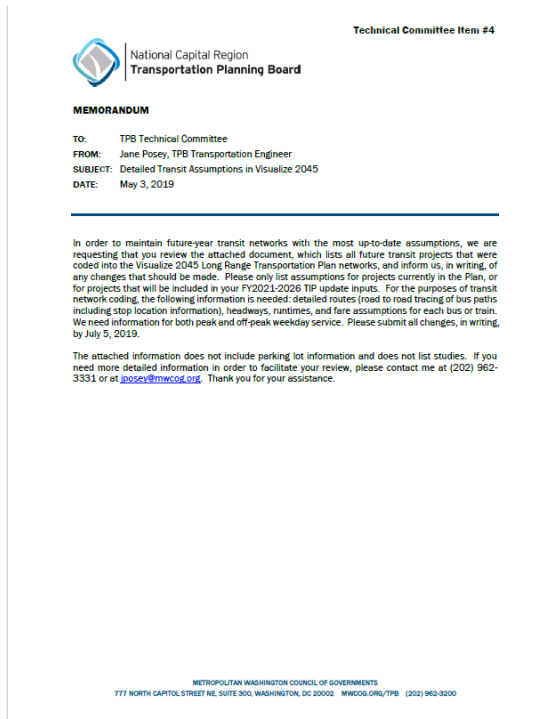 Technical Committee Item #4
National Capital Region
Transportation Planning Board
MEMORANDUM
TO: TPB Technical Committee
FROM: Jane Posey, TPB Transportation Engineer
SUBJECT: Detailed Transit Assumptions in Visualize 2045
DATE: May 3, 2019
In order to maintain future-year transit networks with the most up-to-date assumptions, we are
requesting that you review the attached document, which lists all future transit projects that were
coded into the Visualize 2045 Long Range Transportation Plan networks, and inform us, in writing, of
any changes that should be made. Please only list assumptions for projects currently in the Plan, or
for projects that will be included in your FY2021-2026 TIP update inputs. For the purposes of transit
network coding, the following information is needed: detailed routes (road to road tracing of bus paths
including stop location information), headways, runtimes, and fare assumptions for each bus or train.
We need information for both peak and off-peak weekday service. Please submit all changes, in writing,
by July 5, 2019.
The attached information does not include parking lot information and does not list studies. If you
need more detailed information in order to facilitate your review, please contact me at (202) 962-
3331 or at jposey@mwcog.org. Thank you for your assistance.
METROPOLITAN WASHINGTON COUNCIL OF GOVERNMENTS
777 NORTH CAPITOL STREET NE, SUITE 300, WASHINGTON, DC 20002 MWCOG.ORG/TPB (202) 962-3200